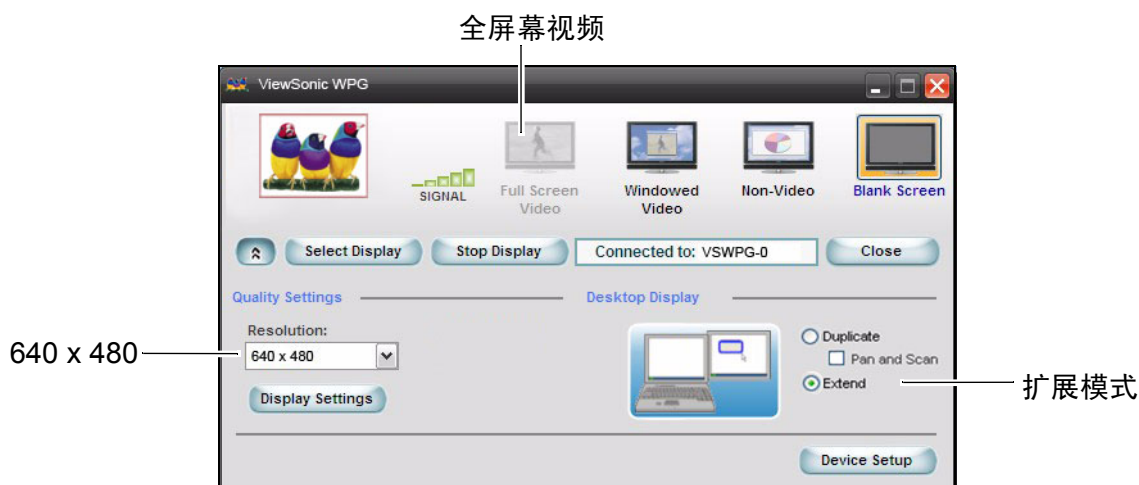 全屏幕视频
ViewSonic WPG
SIGNAL
Full Screen
Video
Windowed
Video
Non-Video
Blank Screen
Select Display
Stop Display
Connected to: VSWPG-0
Close
Quality Settings
Desktop Display
Resolution:
640 x 480
640 x 480
Display Settings
Duplicate
Pan and Scan
Extend
扩展模式
Device Setup